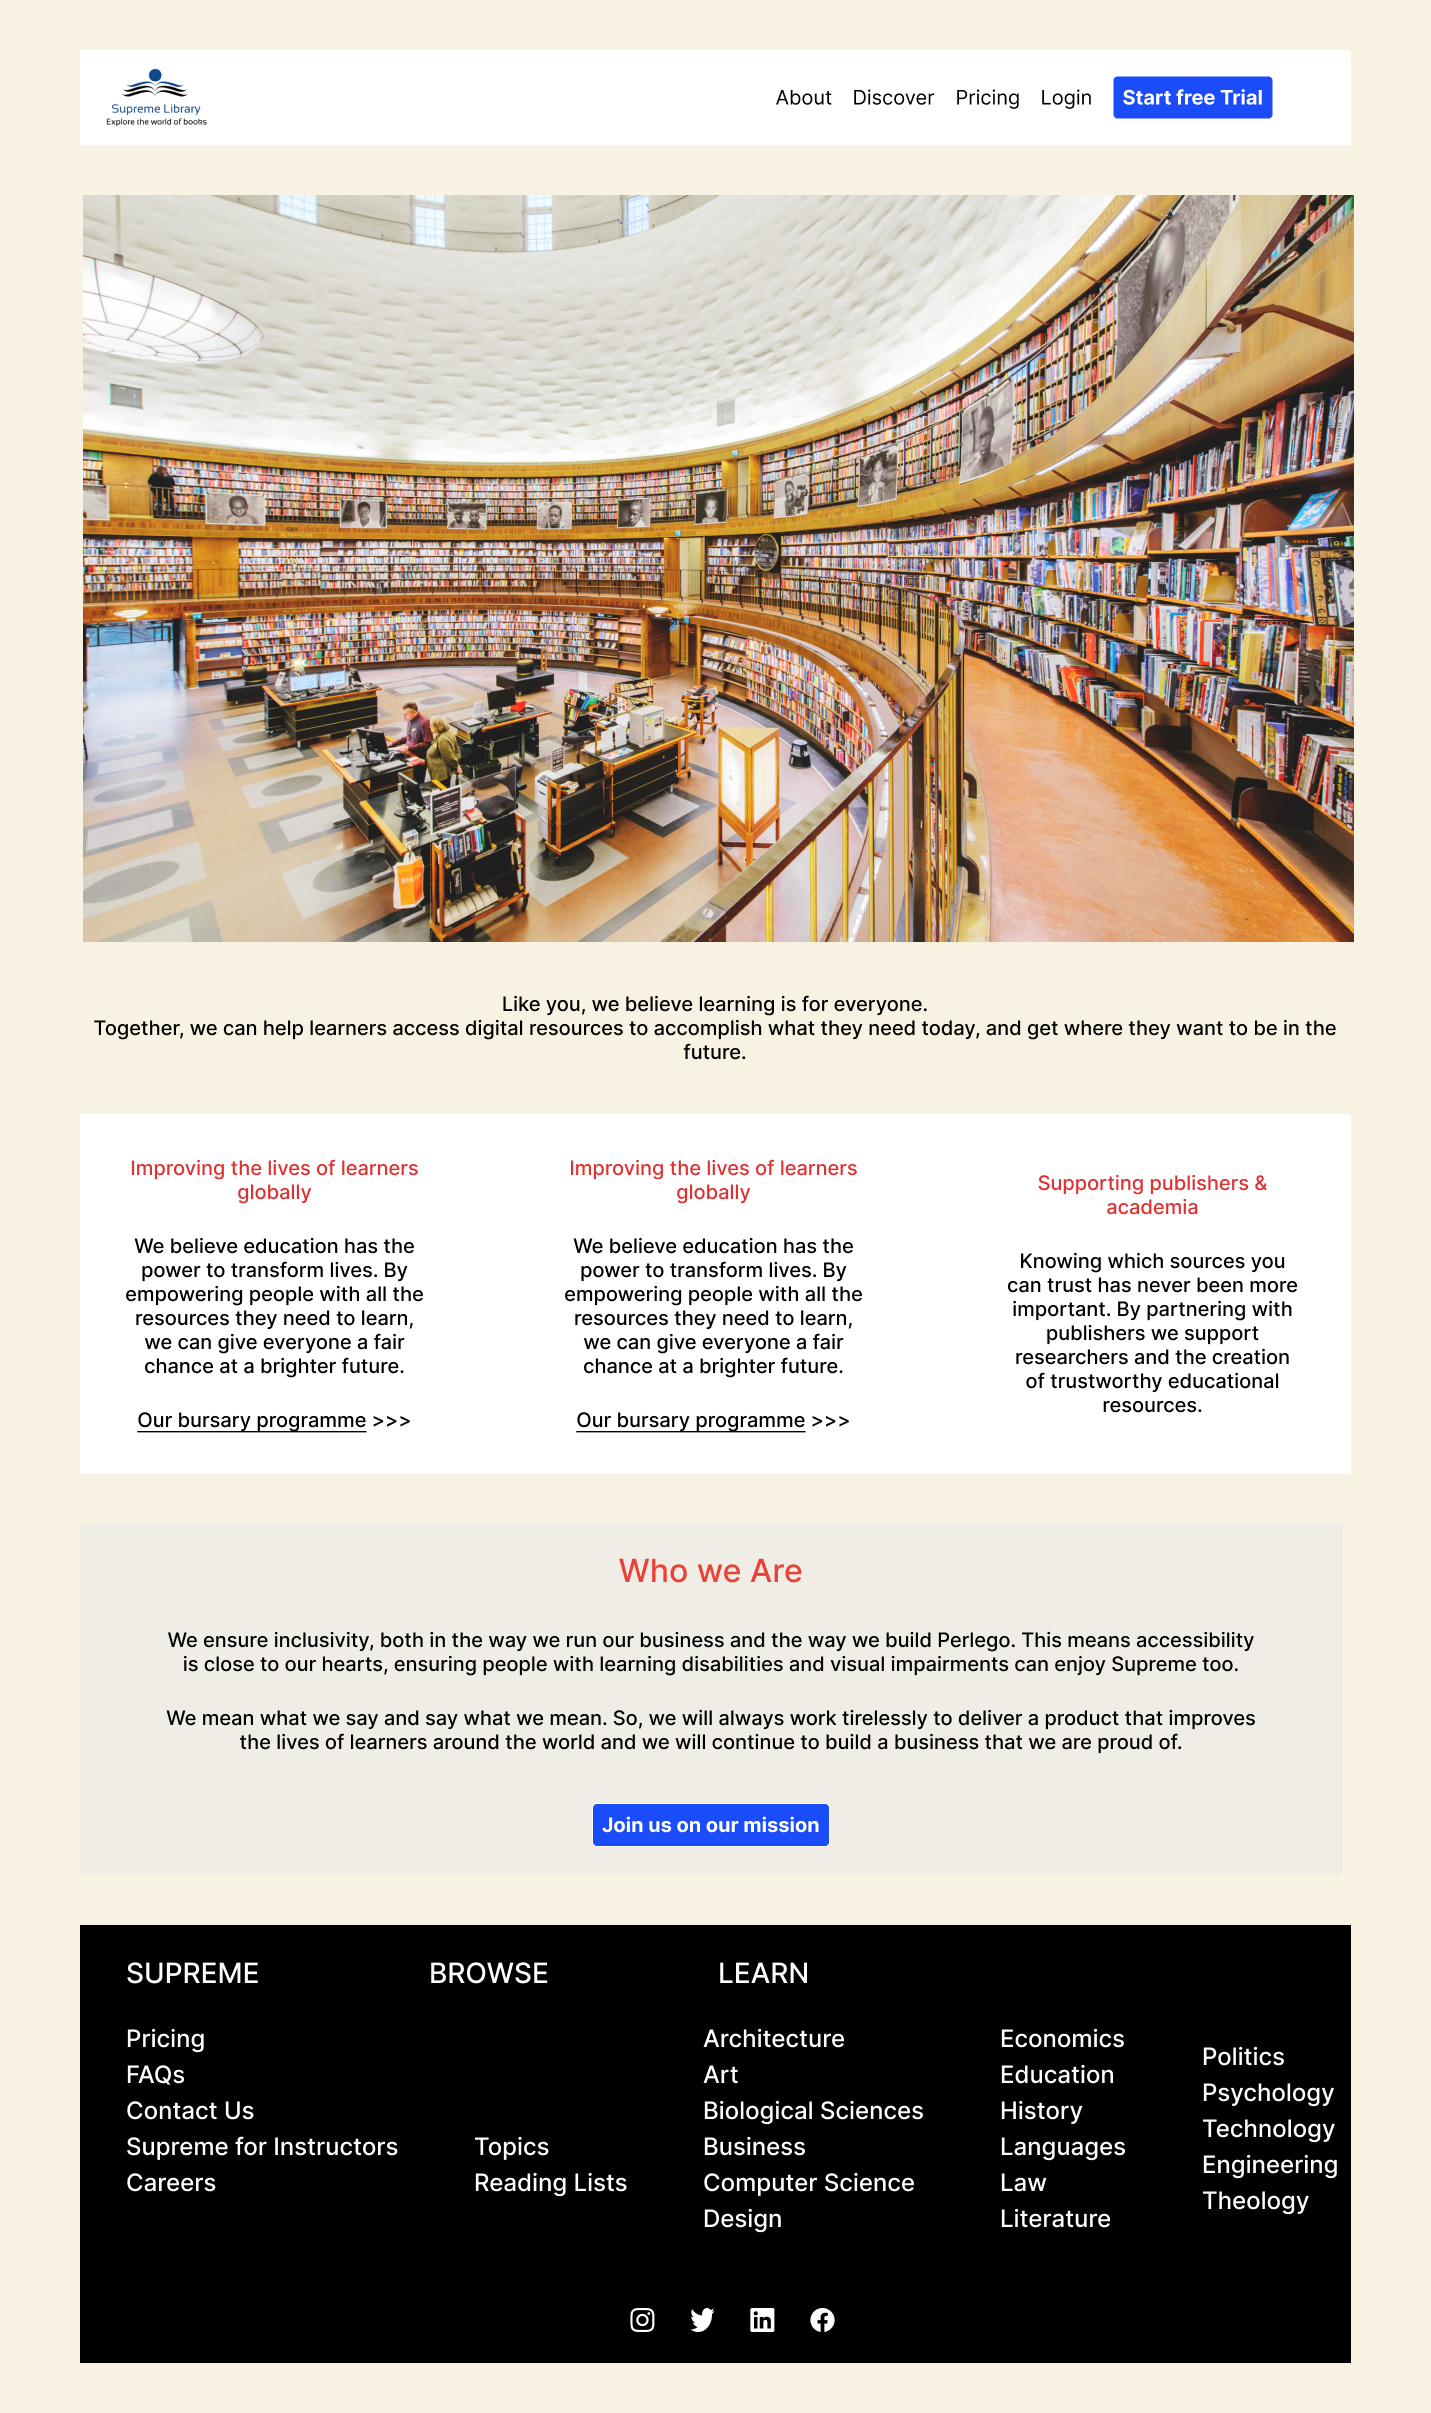 Supreme Library
Explore the world of books
About
Discover
Pricing
Login
Start free Trial
Like you, we believe learning is for everyone.
Together, we can help learners access digital resources to accomplish what they need today, and get where they want to be in the
future.
Improving the lives of learners
globally
We believe education has the
power to transform lives. By
empowering people with all the
resources they need to learn,
we can give everyone a fair
chance at a brighter future.
Our bursary programme >>>
Improving the lives of learners
globally
We believe education has the
power to transform lives. By
empowering people with all the
resources they need to learn,
we can give everyone a fair
chance at a brighter future.
Our bursary programme >>>
Supporting publishers &
academia
Knowing which sources you
can trust has never been more
important. By partnering with
publishers we support
researchers and the creation
of trustworthy educational
resources.
Who we Are
We ensure inclusivity, both in the way we run our business and the way we build Perlego. This means accessibility
is close to our hearts, ensuring people with learning disabilities and visual impairments can enjoy Supreme too.
We mean what we say and say what we mean. So, we will always work tirelessly to deliver a product that improves
the lives of learners around the world and we will continue to build a business that we are proud of.
Join us on our mission
SUPREME
Pricing
FAQs
Contact Us
Supreme for Instructors
Careers
BROWSE
Topics
Reading Lists
LEARN
Architecture
Art
Biological Sciences
Business
Computer Science
Design
Economics
Education
History
Languages
Law
Literature
Politics
Psychology
Technology
Engineering
Theology